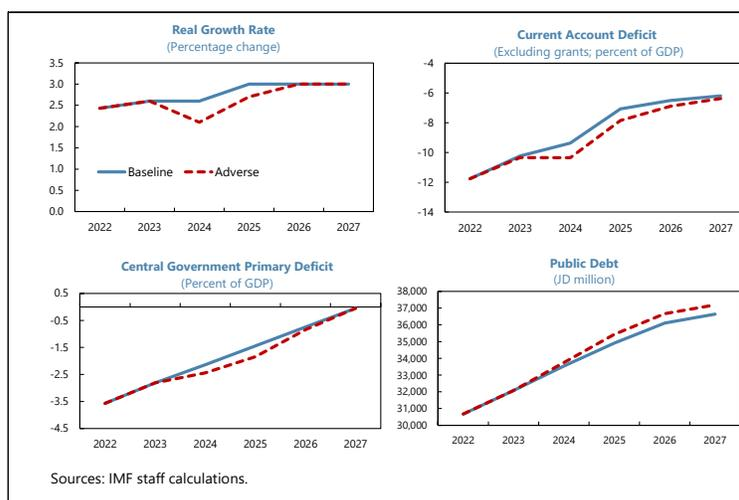 Real Growth Rate
(Percentage change)
3.5
3.0
2.5
2.0
1.5
1.0
0.5
0.0
Baseline Adverse
2022 2023 2024 2025 2026 2027
Current Account Deficit
(Excluding grants; percent of GDP)
-4
-6
-8
-10
-12
-14
2022 2023 2024 2025 2026 2027
Central Government Primary Deficit
(Percent of GDP)
0.5
-0.5
-1.5
-2.5
-3.5
-4.5
2022 2023 2024 2025 2026 2027
Public Debt
(JD million)
38,000
37,000
36,000
35,000
34,000
33,000
32,000
31,000
30,000
2022 2023 2024 2025 2026 2027
Sources: IMF staff calculations.